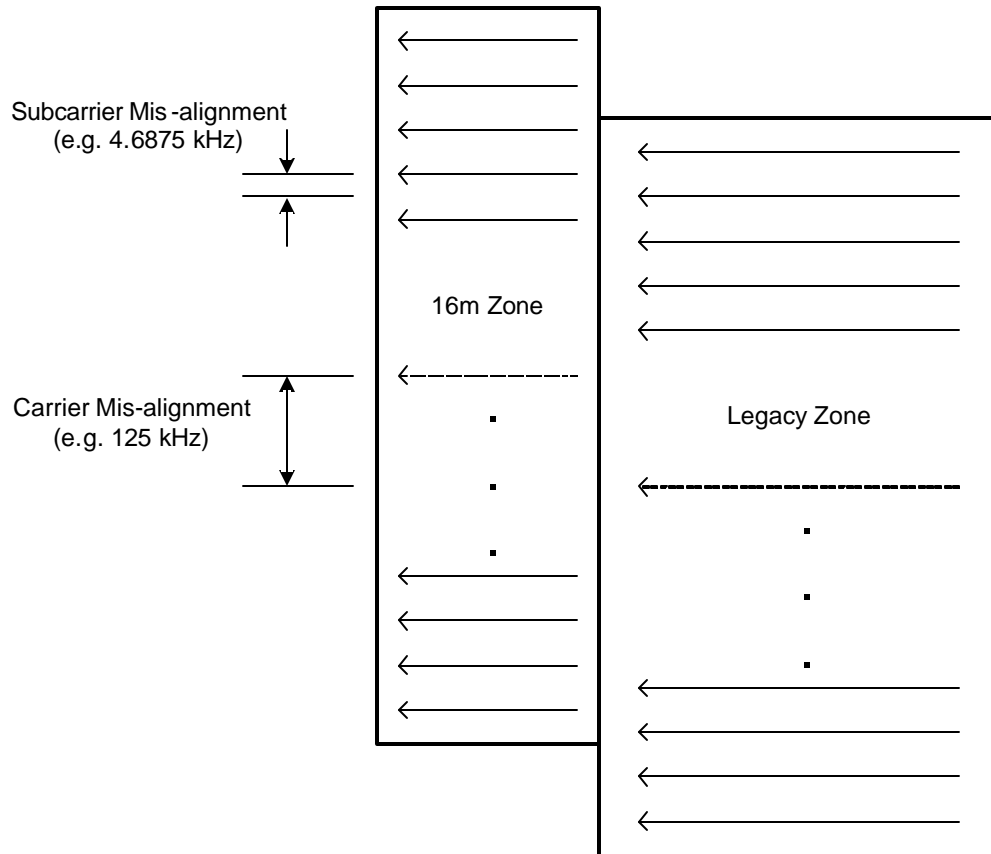 Subcarrier Mis -alignment
(e.g. 4.6875 kHz)
16m Zone
Carrier Mis-alignment
(e.g. 125 kHz)
Legacy Zone